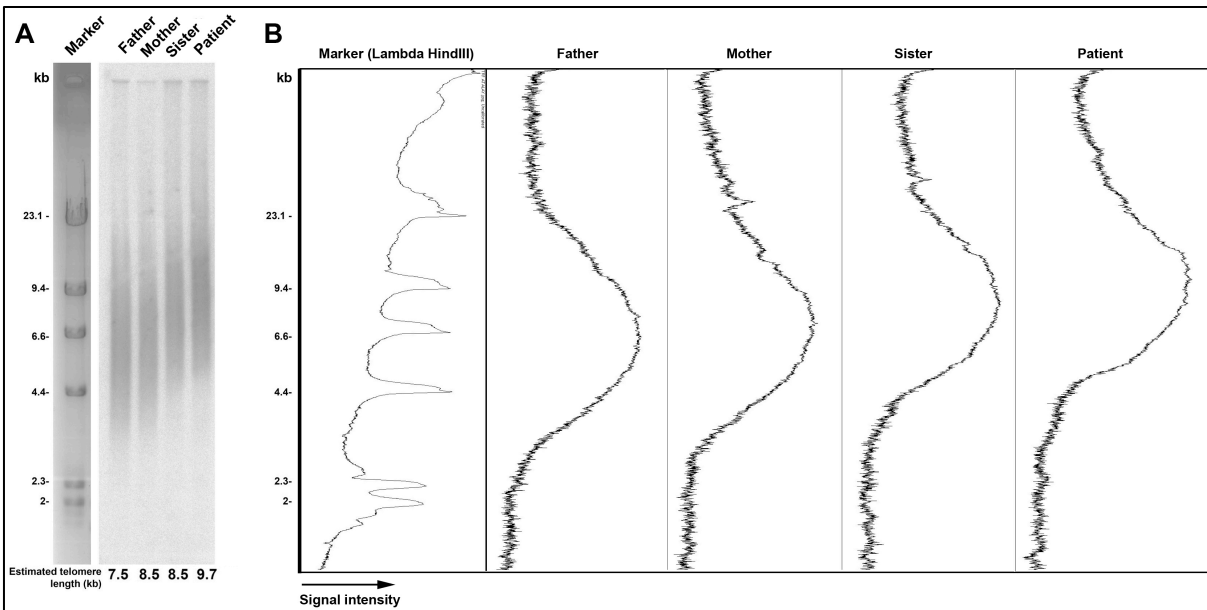 A
Marker
Father
Mother
Sister
Patient
kb
23.1 -
9.4-
6.6-
4.4-
2.3-
2-
Estimated telomere
length (kb)
7.5 8.5 8.5 9.7
B
Marker (Lambda HindIII) Father Mother Sister Patient
kb
23.1 -
9.4-
6.6-
4.4-
2.3-
2-
Signal intensity